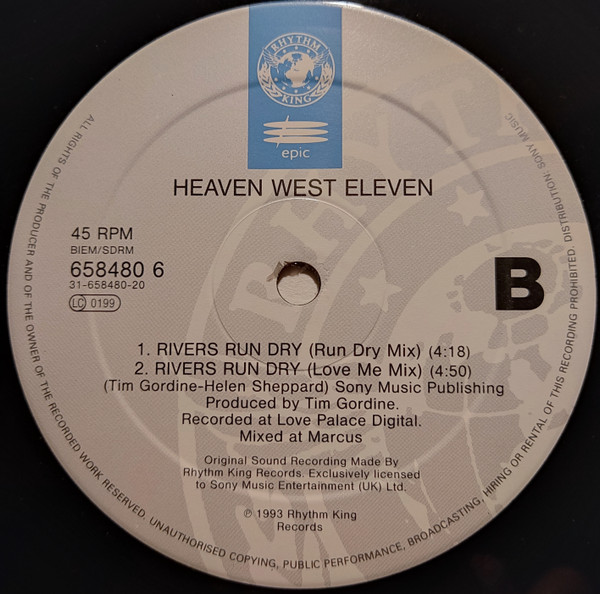 RHYTHM
KING
epic
HEAVEN WEST ELEVEN
45 RPM
BIEM/SDRM
658480 6
31-658480-20
LC 0199
B
1. RIVERS RUN DRY (Run Dry Mix) (4:18)
2. RIVERS RUN DRY (Love Me Mix) (4:50)
(Tim Gordine-Helen Sheppard) Sony Music Publishing
Produced by Tim Gordine.
Recorded at Love Palace Digital.
Mixed at Marcus
Original Sound Recording Made By
Rhythm King Records. Exclusively licensed
to Sony Music Entertainment (UK) Ltd.
℗ 1993 Rhythm King
Records
ALL RIGHTS OF THE PRODUCER AND OF THE OWNER OF THE RECORDED WORK RESERVED. UNAUTHORISED COPYING, PUBLIC PERFORMANCE, BROADCASTING, HIRING OR RENTAL OF THIS RECORDING PROHIBITED. DISTRIBUTION: SONY MUSIC